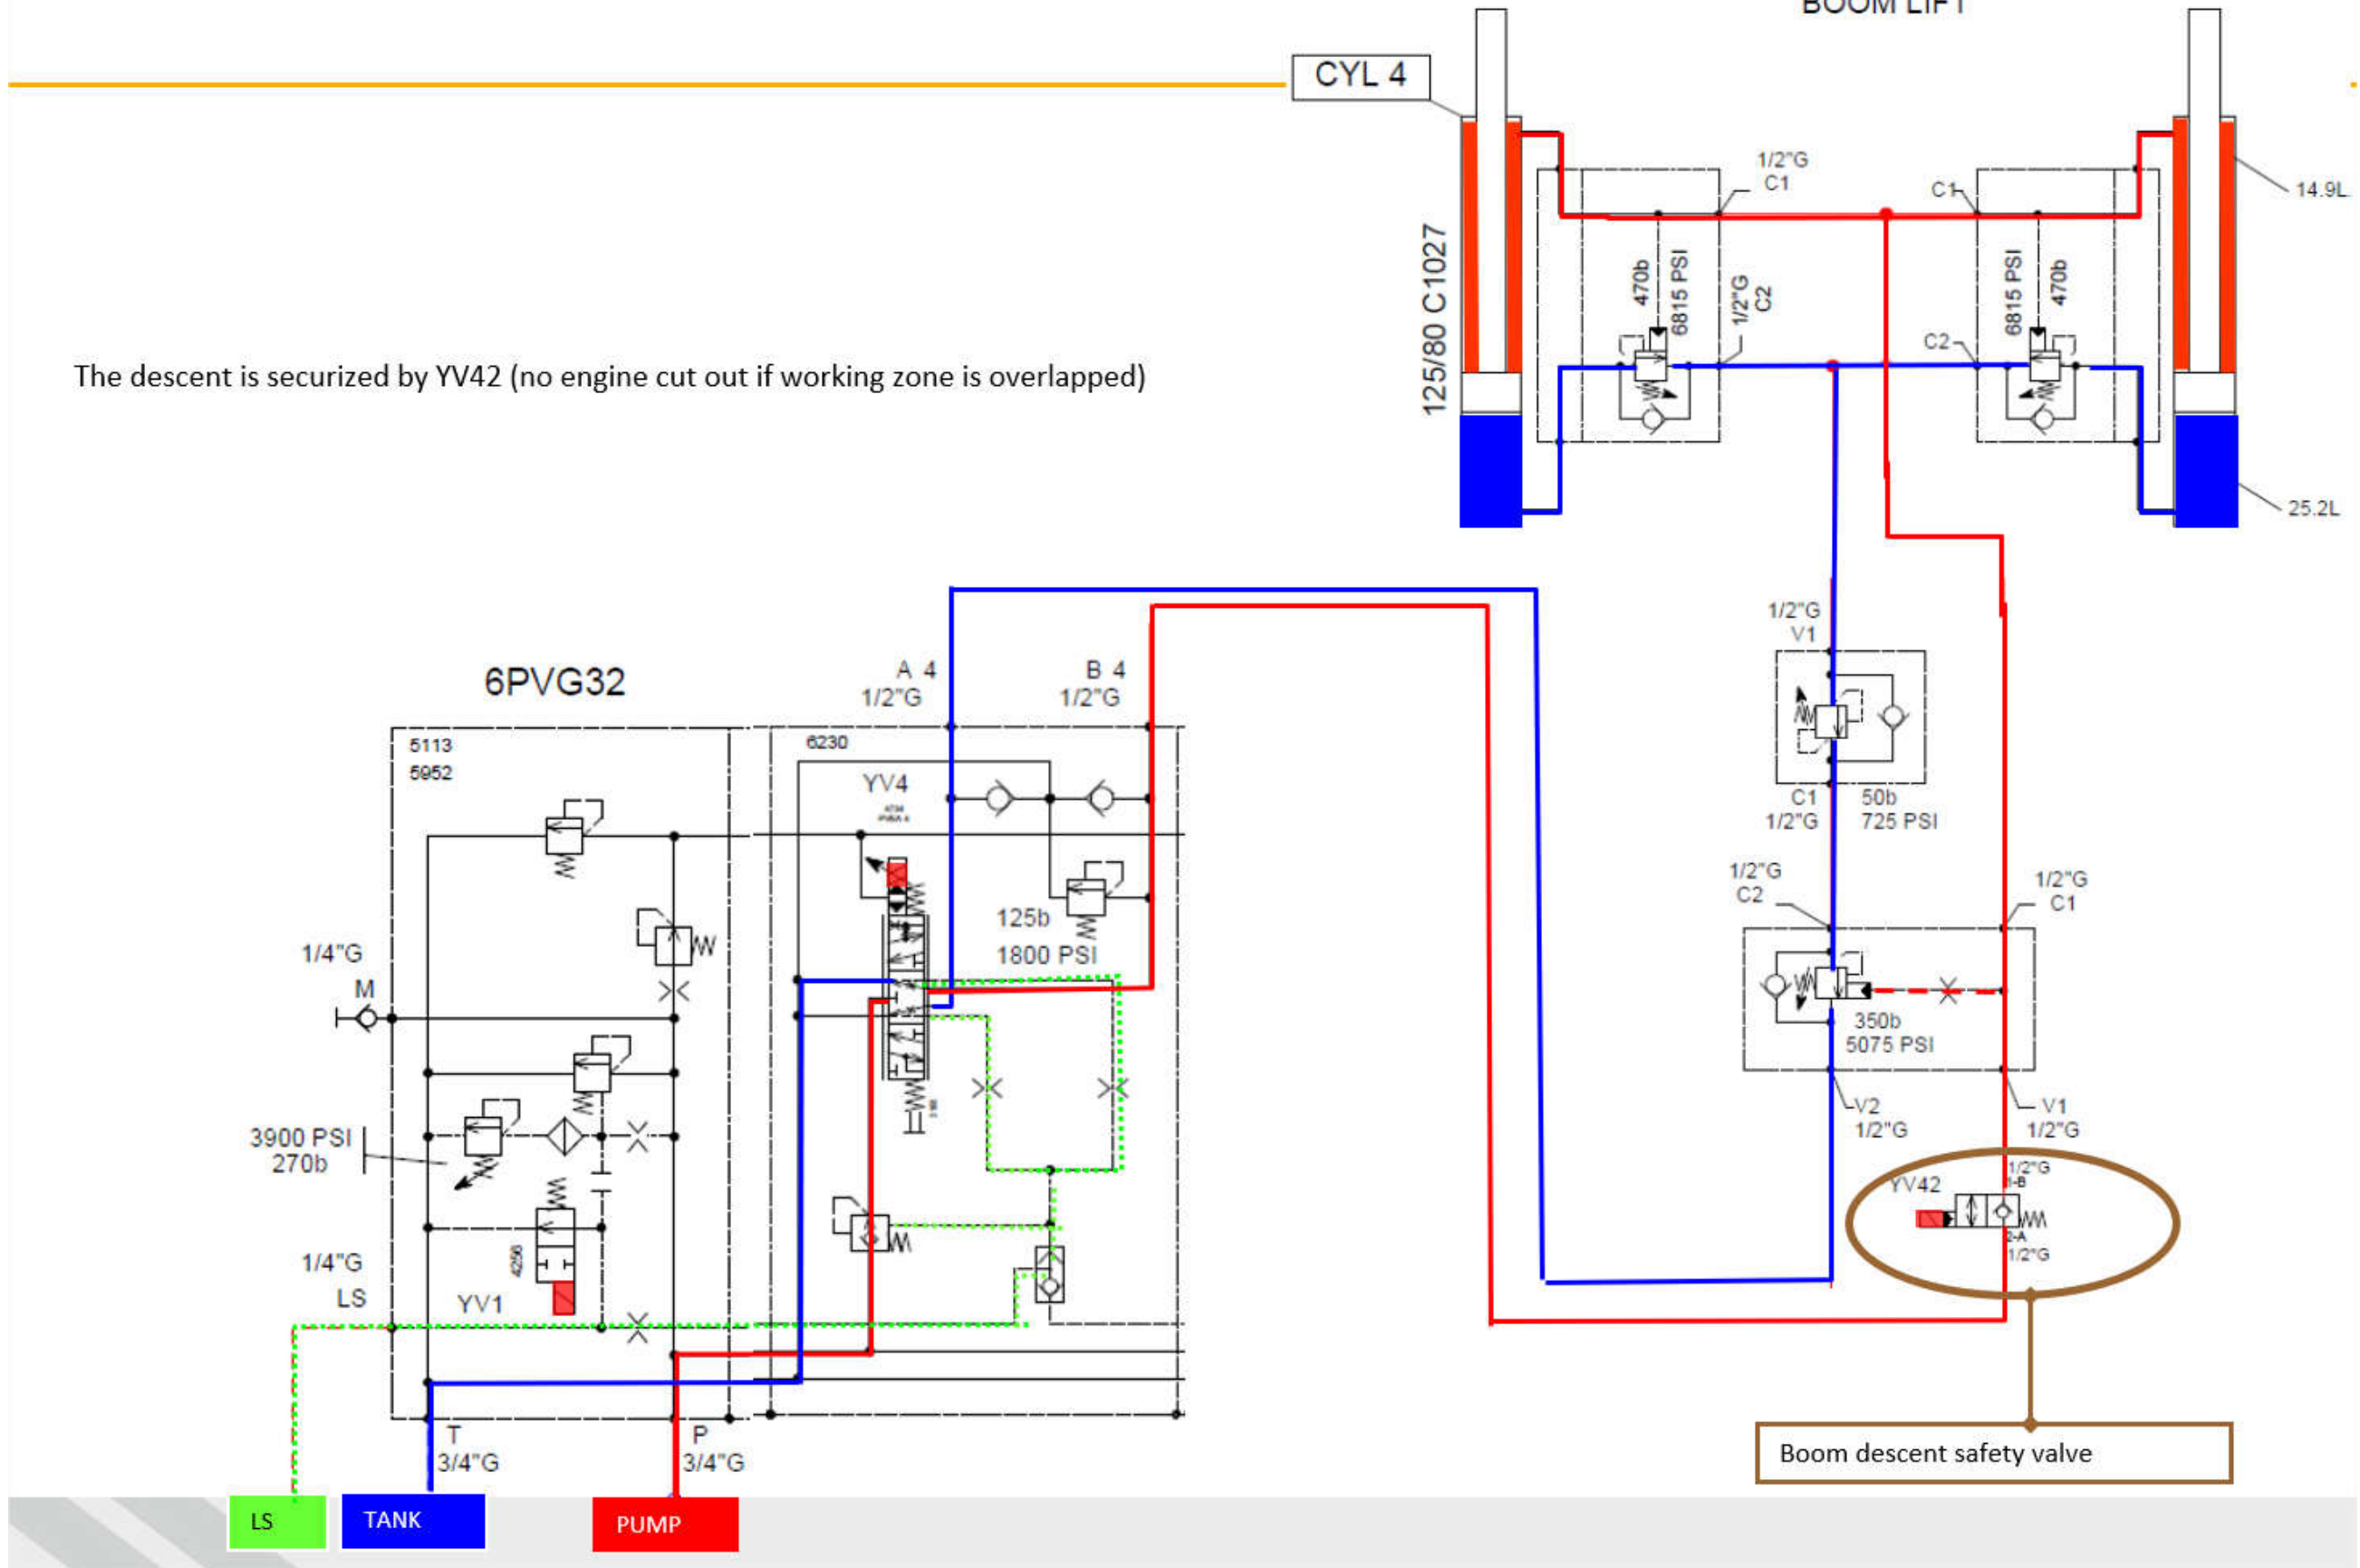 BOOM LIFT
CYL 4
1/2"G
C1
C1
14.9L
125/80 C1027
470b
6815 PSI
1/2"G
C2
6815 PSI
470b
C2
The descent is securized by YV42 (no engine cut out if working zone is overlapped)
25.2L
1/2"G
V1
A 4
1/2"G
B 4
1/2"G
6PVG32
5113
5952
6230
YV4
C1
1/2"G
50b
725 PSI
1/2"G
C2
1/2"G
C1
125b
1800 PSI
1/4"G
M
350b
5075 PSI
V2
1/2"G
V1
1/2"G
3900 PSI
270b
1/2"G
1-B
YV42
2-A
1/2"G
4256
1/4"G
LS
YV1
T
3/4"G
P
3/4"G
Boom descent safety valve
LS
TANK
PUMP